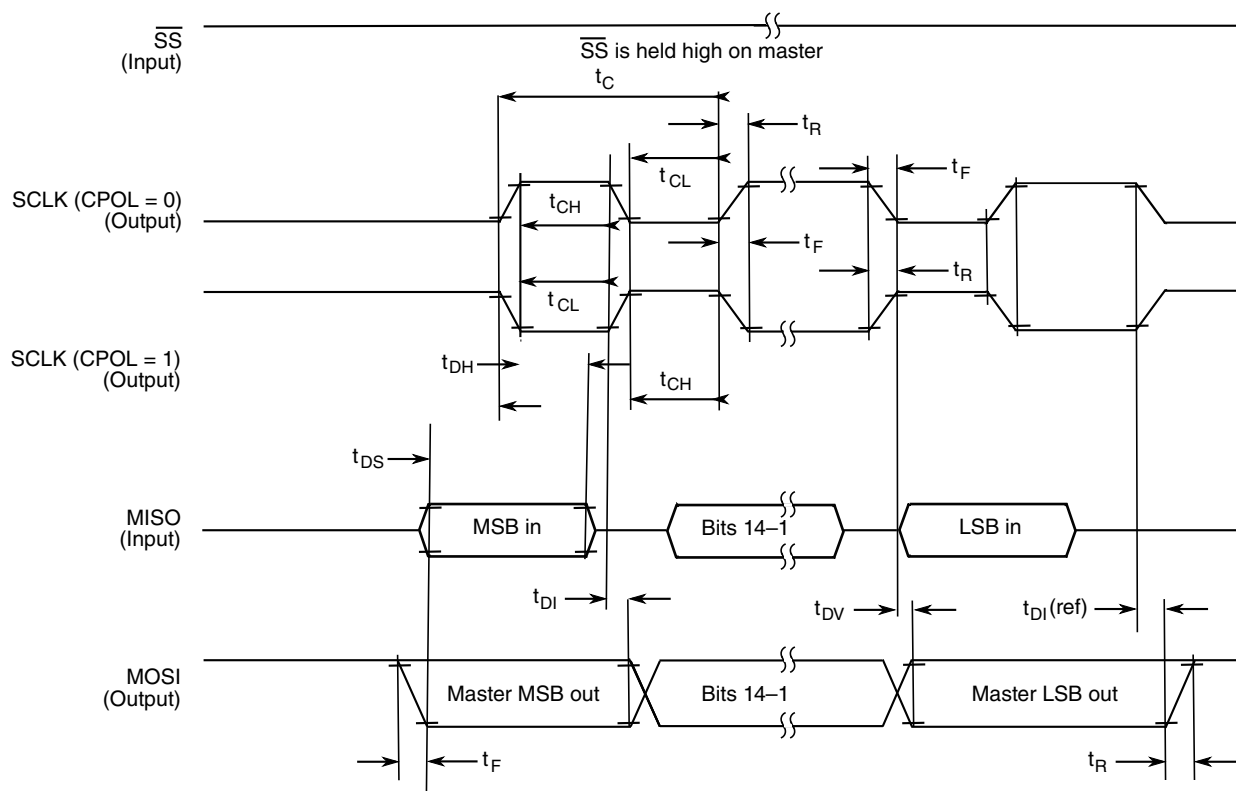 SS
(Input)
SS is held high on master
tC
tR
tCL
tF
SCLK (CPOL = 0)
(Output)
tCH
tF
tR
tCL
SCLK (CPOL = 1)
(Output)
tDH
tCH
tDS
MISO
(Input)
MSB in
Bits 14–1
LSB in
tDI
tDV
tDI(ref)
MOSI
(Output)
Master MSB out
Bits 14–1
Master LSB out
tF
tR